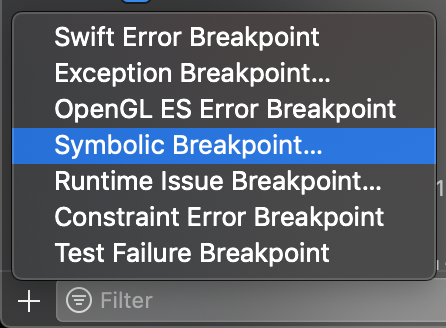 Swift Error Breakpoint
Exception Breakpoint...
OpenGL ES Error Breakpoint
Symbolic Breakpoint...
Runtime Issue Breakpoint...
Constraint Error Breakpoint
Test Failure Breakpoint
Filter